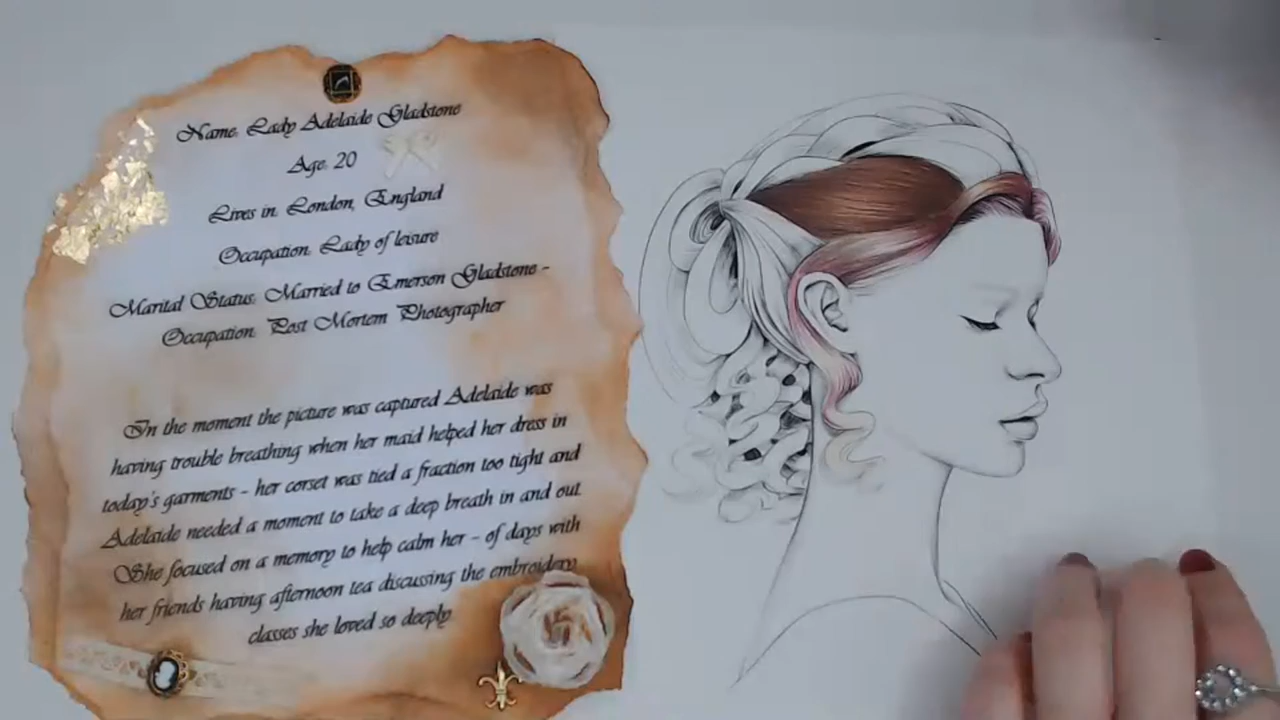 Name: Lady Adelaide Gladstone
Age: 20
Lives in: London, England
Occupation: Lady of leisure
Marital Status: Married to Emerson Gladstone -
Occupation: Post Mortem Photographer
In the moment the picture was captured Adelaide was
having trouble breathing when her maid helped her dress in
today's garments - her corset was tied a fraction too tight and
Adelaide needed a moment to take a deep breath in and out.
She focused on a memory to help calm her - of days with
her friends having afternoon tea discussing the embroidery
classes she loved so deeply